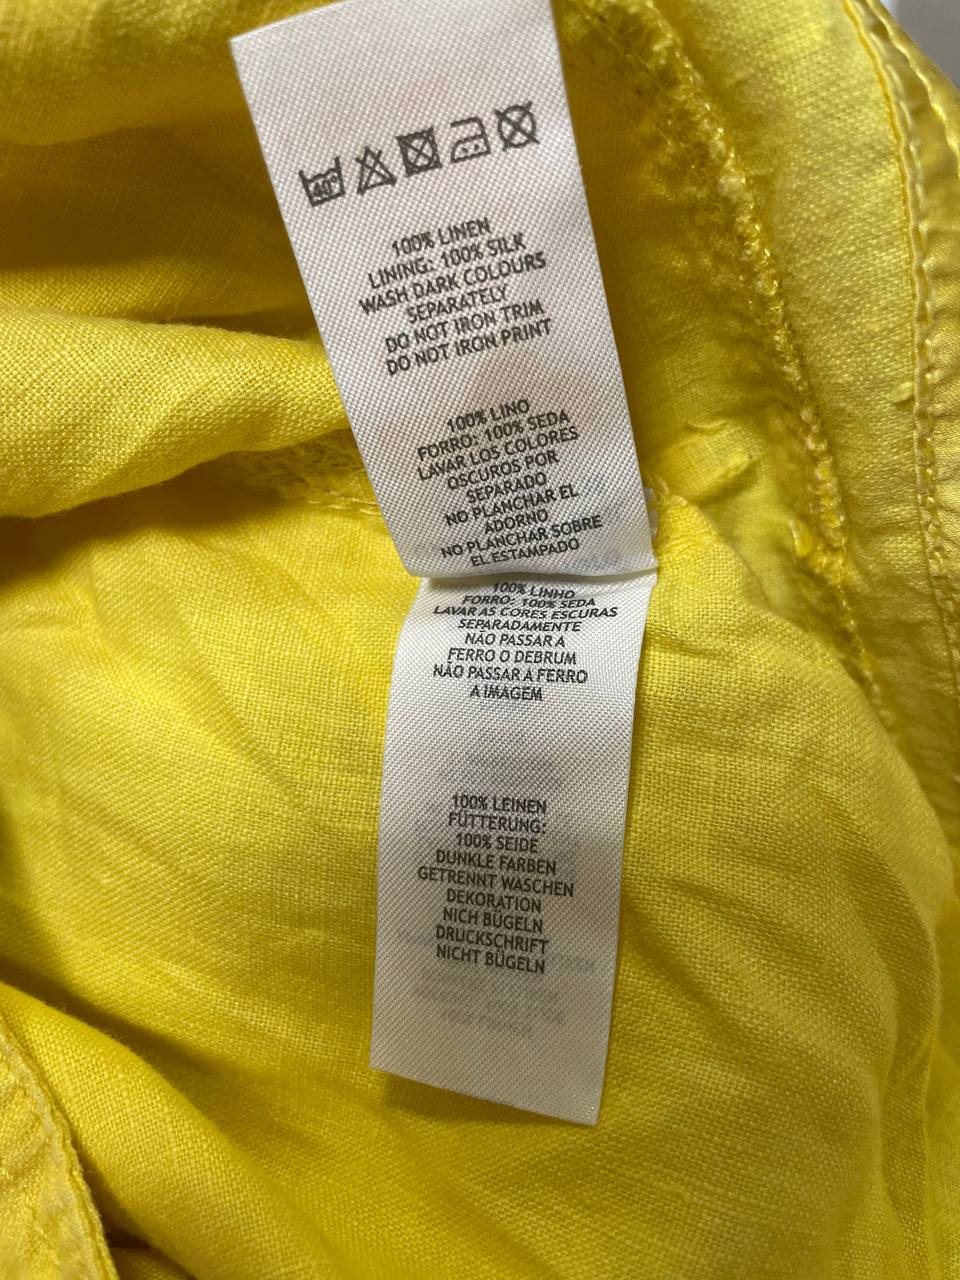 40°
100% LINEN
LINING: 100% SILK
WASH DARK COLOURS
SEPARATELY
DO NOT IRON TRIM
DO NOT IRON PRINT
100% LINO
FORRO: 100% SEDA
LAVAR LOS COLORES
OSCUROS POR
SEPARADO
NO PLANCHAR EL
ADORNO
NO PLANCHAR SOBRE
EL ESTAMPADO
100% LINHO
FORRO: 100% SEDA
LAVAR AS CORES ESCURAS
SEPARADAMENTE
NÃO PASSAR A
FERRO O DEBRUM
NÃO PASSAR A FERRO
A IMAGEM
100% LEINEN
FÜTTERUNG:
100% SEIDE
DUNKLE FARBEN
GETRENNT WASCHEN
DEKORATION
NICH BÜGELN
DRUCKSCHRIFT
NICHT BÜGELN